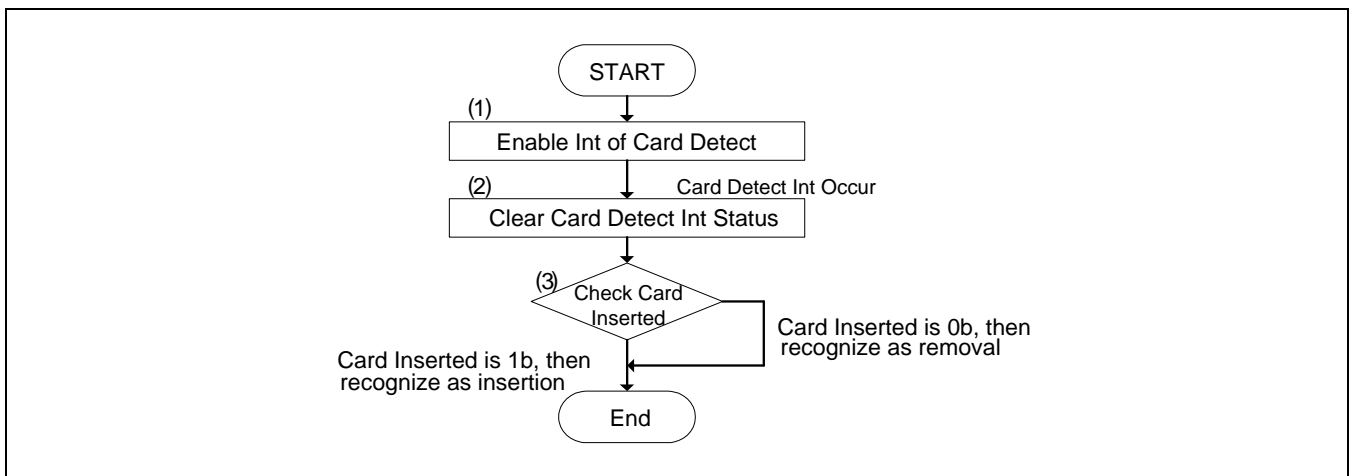 START
(1)
Enable Int of Card Detect
(2)
Card Detect Int Occur
Clear Card Detect Int Status
(3)
Check Card
Inserted
Card Inserted is 0b, then
recognize as removal
Card Inserted is 1b, then
recognize as insertion
End